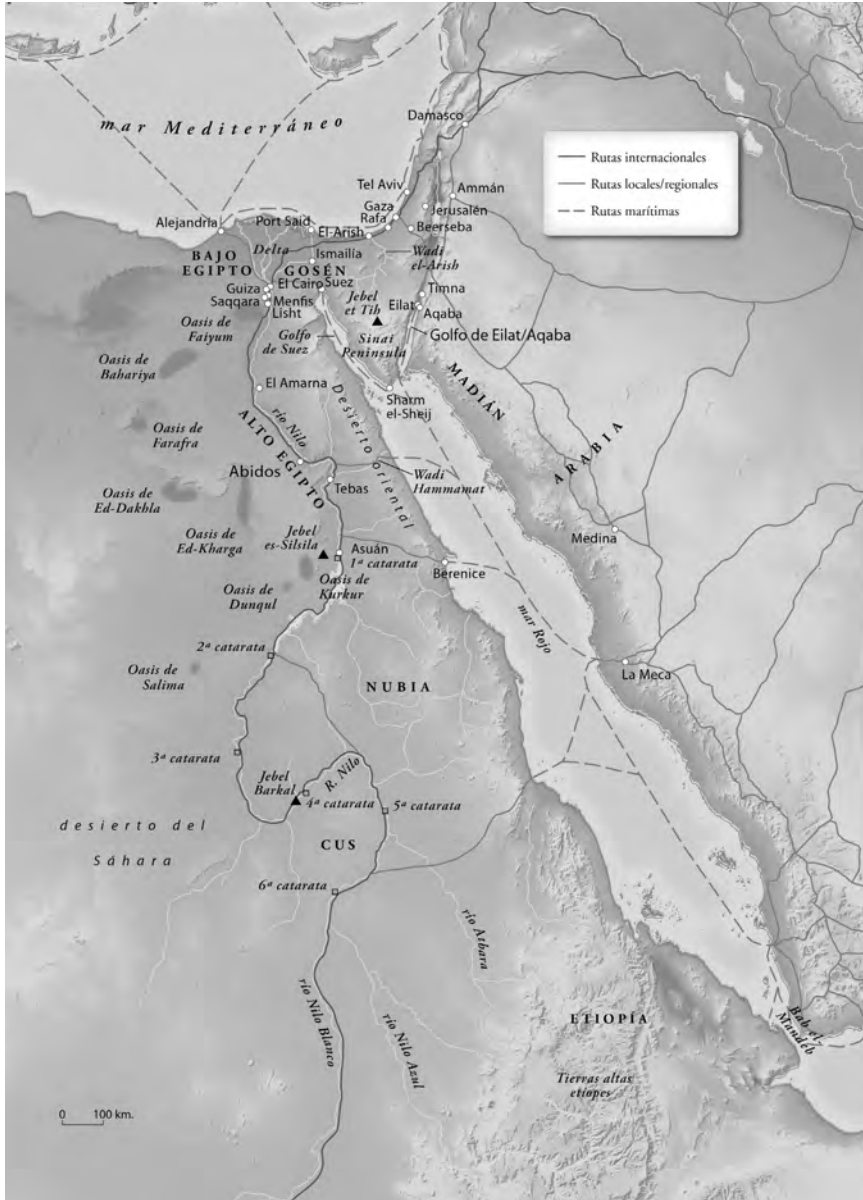 mar Mediterráneo
Damasco
Rutas internacionales
Rutas locales/regionales
Rutas marítimas
Tel Aviv
Ammán
Gaza
Jerusalén
Rafa
Alejandría
Port Said
El-Arish
Beerseba
Delta
BAJO
EGIPTO
GOSÉN
Ismailía
Wadi
el-Arish
Guiza
El Cairo
Suez
Saqqara
Menfis
Lisht
Jebel
et Tih
Timna
Eilat
Aqaba
Oasis de
Faiyum
Golfo
de Suez
Sinai
Peninsula
Golfo de Eilat/Aqaba
Oasis de
Bahariya
El Amarna
Sharm
el-Sheij
MADIÁN
Oasis de
Farafra
ALTO EGIPTO
río Nilo
Desierto oriental
ARABIA
Abidos
Wadi
Hammamat
Tebas
Oasis de
Ed-Dakhla
Oasis de
Ed-Kharga
Jebel
es-Silsila
Medina
Asuán
1ª catarata
Berenice
Oasis de
Kurkur
Oasis de
Dunqul
mar Rojo
2ª catarata
Oasis de
Salima
NUBIA
La Meca
3ª catarata
Jebel
Barkal
R. Nilo
4ª catarata
5ª catarata
desierto del
Sáhara
CUS
6ª catarata
río Atbara
río Nilo Blanco
río Nilo Azul
ETIOPÍA
Bab el
Mandéb
Tierras altas
etíopes
0 100 km.